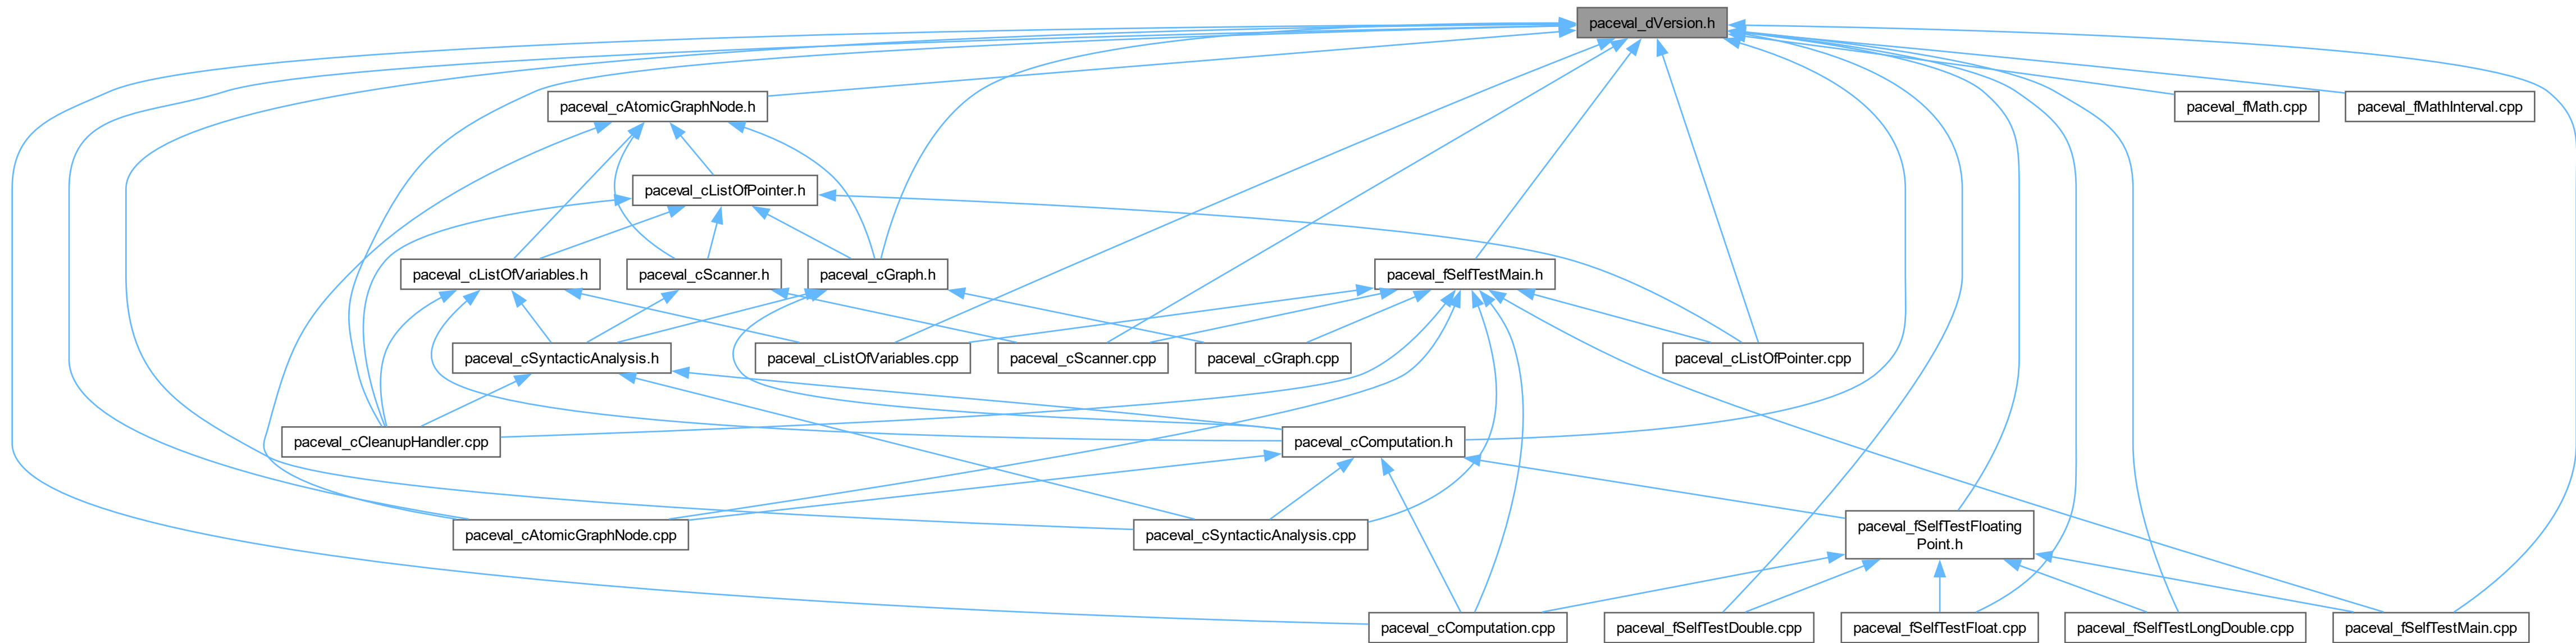 paceval_dVersion.h
paceval_cAtomicGraphNode.h
paceval_fMath.cpp
paceval_fMathInterval.cpp
paceval_cListOfPointer.h
paceval_cListOfVariables.h
paceval_cScanner.h
paceval_cGraph.h
paceval_fSelfTestMain.h
paceval_cSyntacticAnalysis.h
paceval_cListOfVariables.cpp
paceval_cScanner.cpp
paceval_cGraph.cpp
paceval_cListOfPointer.cpp
paceval_cCleanupHandler.cpp
paceval_cComputation.h
paceval_cAtomicGraphNode.cpp
paceval_cSyntacticAnalysis.cpp
paceval_fSelfTestFloating
Point.h
paceval_cComputation.cpp
paceval_fSelfTestDouble.cpp
paceval_fSelfTestFloat.cpp
paceval_fSelfTestLongDouble.cpp
paceval_fSelfTestMain.cpp